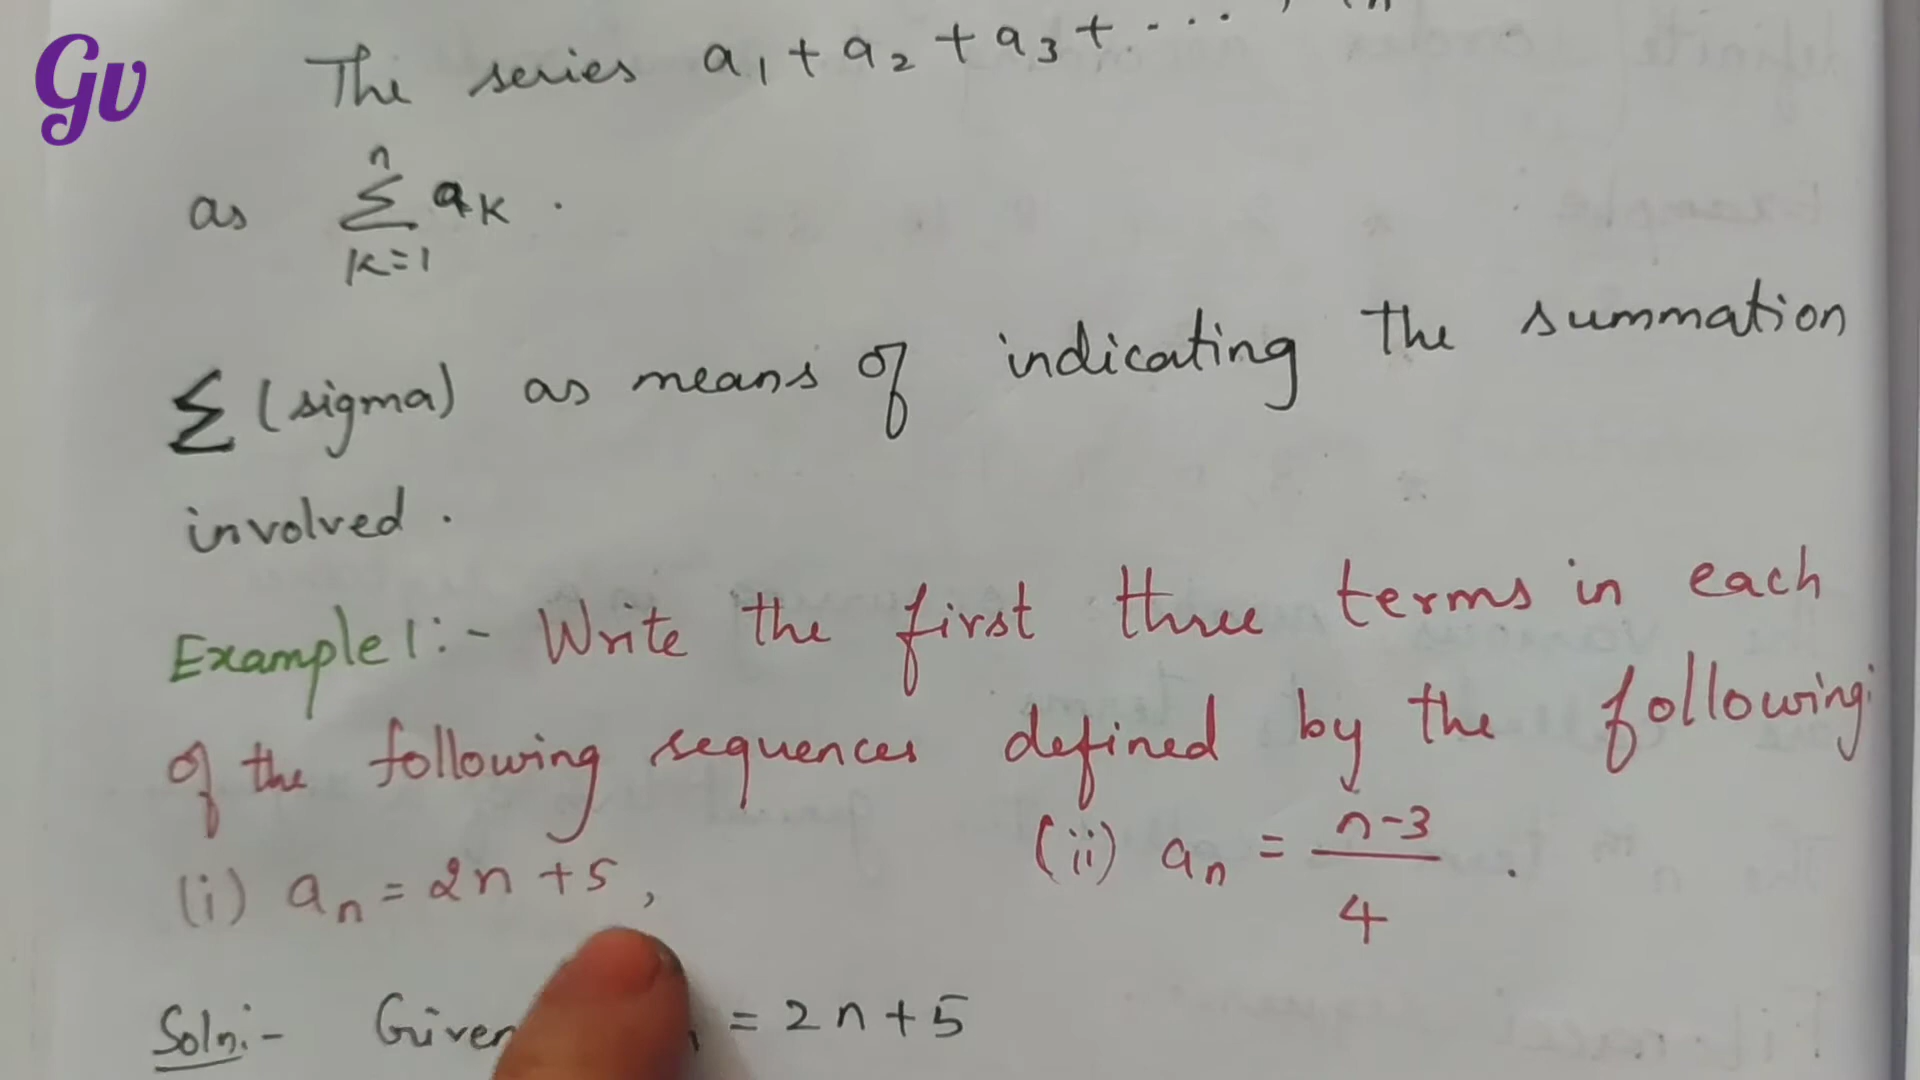 Gv
The series a₁ + a₂ + a₃ + ....
as \sum_{k=1}^{n} a_k .
Σ (sigma) as means of indicating the summation
involved .
Example 1:- Write the first three terms in each
of the following sequences defined by the following:
(i) aₙ = 2n + 5 , (ii) aₙ = \frac{n-3}{4} .
Soln:- Given = 2n + 5